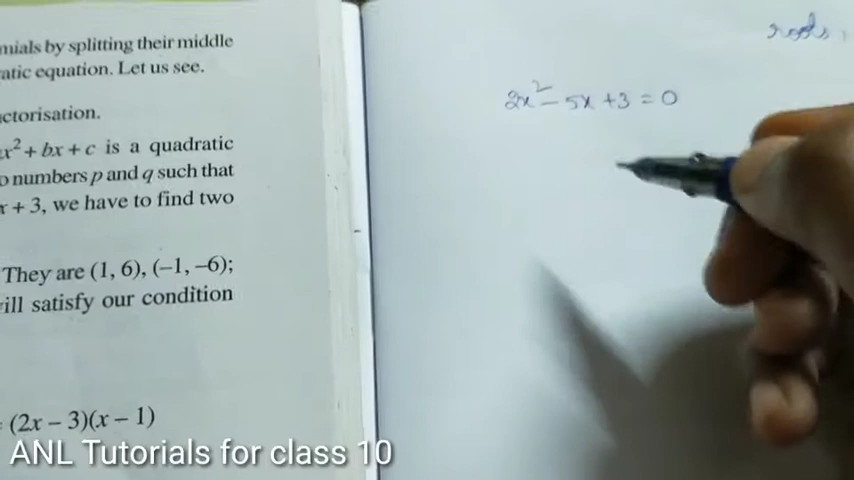 mials by splitting their middle
ratic equation. Let us see.
ctorisation.
x² + bx + c is a quadratic
o numbers p and q such that
x + 3, we have to find two
They are (1, 6), (−1, −6);
ill satisfy our condition
= (2x − 3)(x − 1)
roots
2x² − 5x + 3 = 0
ANL Tutorials for class 10